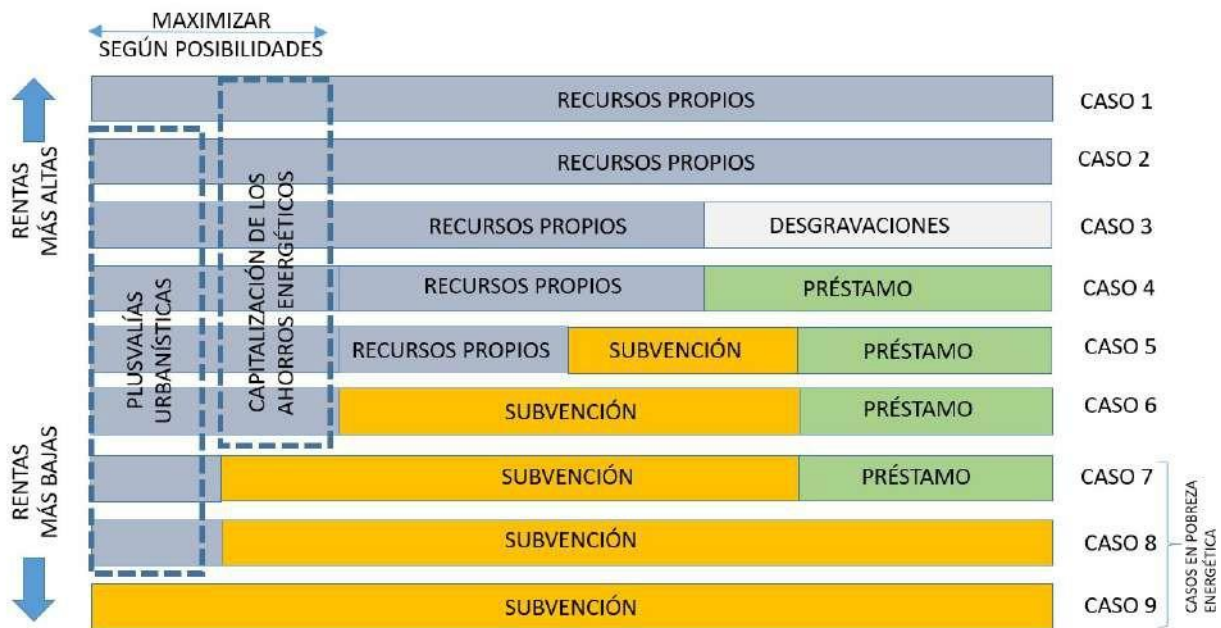 MAXIMIZAR
SEGÚN POSIBILIDADES
RENTAS
MÁS ALTAS
RENTAS
MÁS BAJAS
PLUSVALÍAS
URBANÍSTICAS
CAPITALIZACIÓN DE LOS
AHORROS ENERGÉTICOS
RECURSOS PROPIOS
CASO 1
RECURSOS PROPIOS
CASO 2
RECURSOS PROPIOS
DESGRAVACIONES
CASO 3
RECURSOS PROPIOS
PRÉSTAMO
CASO 4
RECURSOS PROPIOS
SUBVENCIÓN
PRÉSTAMO
CASO 5
SUBVENCIÓN
PRÉSTAMO
CASO 6
SUBVENCIÓN
PRÉSTAMO
CASO 7
SUBVENCIÓN
CASO 8
SUBVENCIÓN
CASO 9
CASOS EN POBREZA
ENERGÉTICA